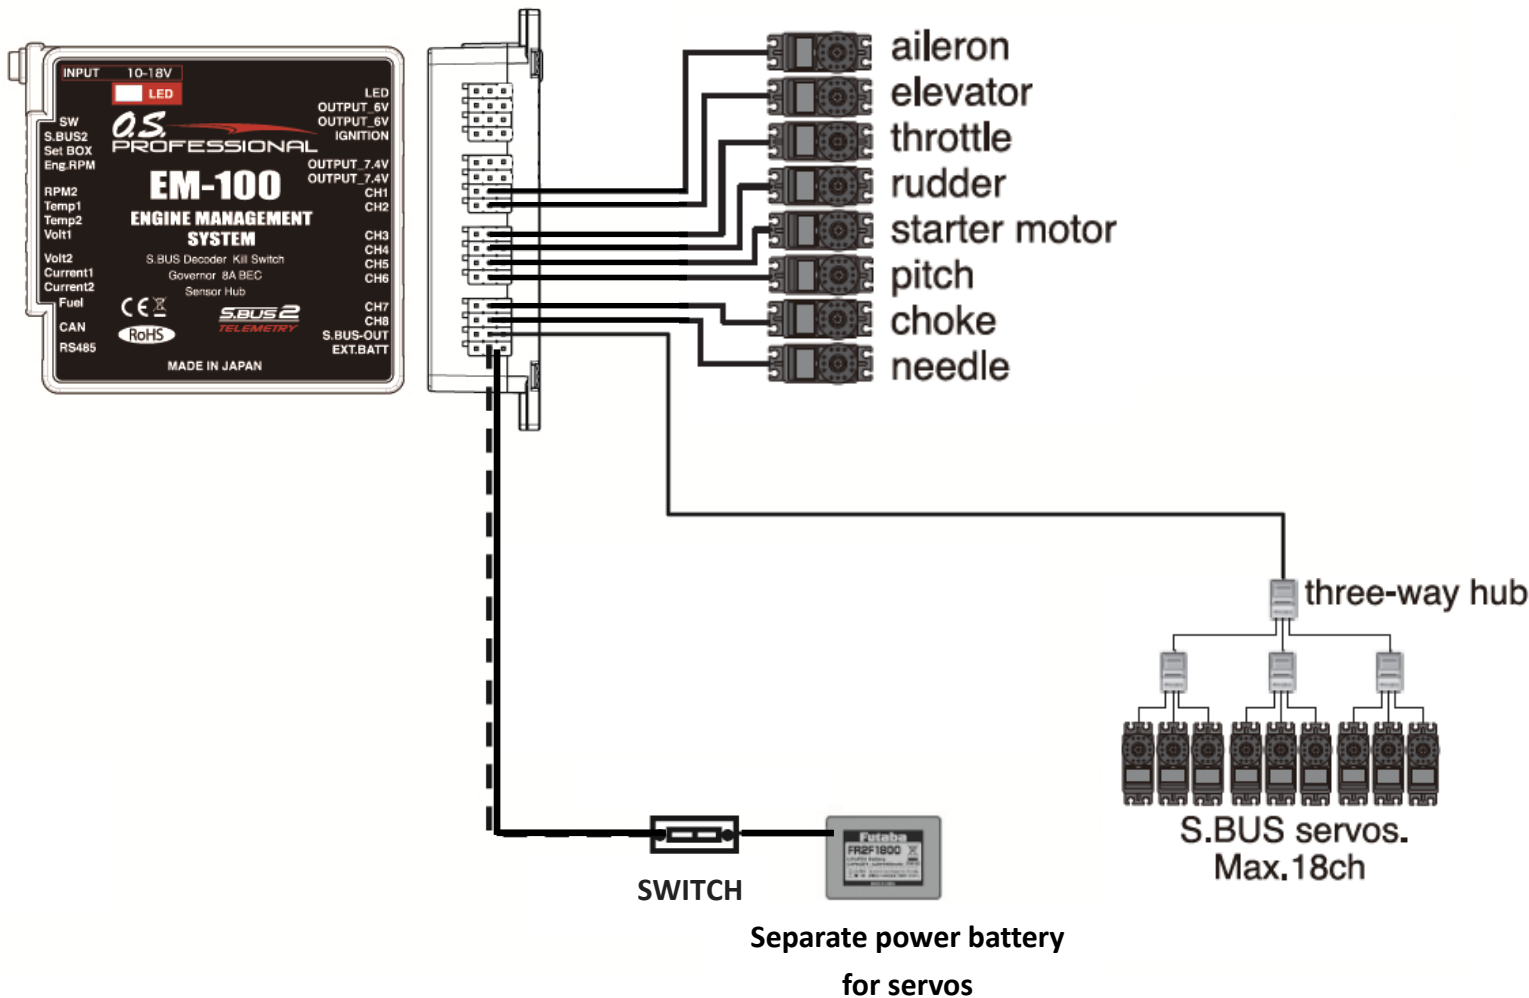 INPUT 10-18V
LED
SW
S.BUS2
Set BOX
Eng.RPM
RPM2
Temp1
Temp2
Volt1
Volt2
Current1
Current2
Fuel
CAN
RS485
O.S.
PROFESSIONAL
EM-100
ENGINE MANAGEMENT
SYSTEM
S.BUS Decoder Kill Switch
Governor 8A BEC
Sensor Hub
CE
RoHS
S.BUS2
TELEMETRY
MADE IN JAPAN
LED
OUTPUT_6V
OUTPUT_6V
IGNITION
OUTPUT_7.4V
OUTPUT_7.4V
CH1
CH2
CH3
CH4
CH5
CH6
CH7
CH8
S.BUS-OUT
EXT.BATT
aileron
elevator
throttle
rudder
starter motor
pitch
choke
needle
three-way hub
S.BUS servos.
Max.18ch
SWITCH
Futaba
FR2F1800
Separate power battery
for servos